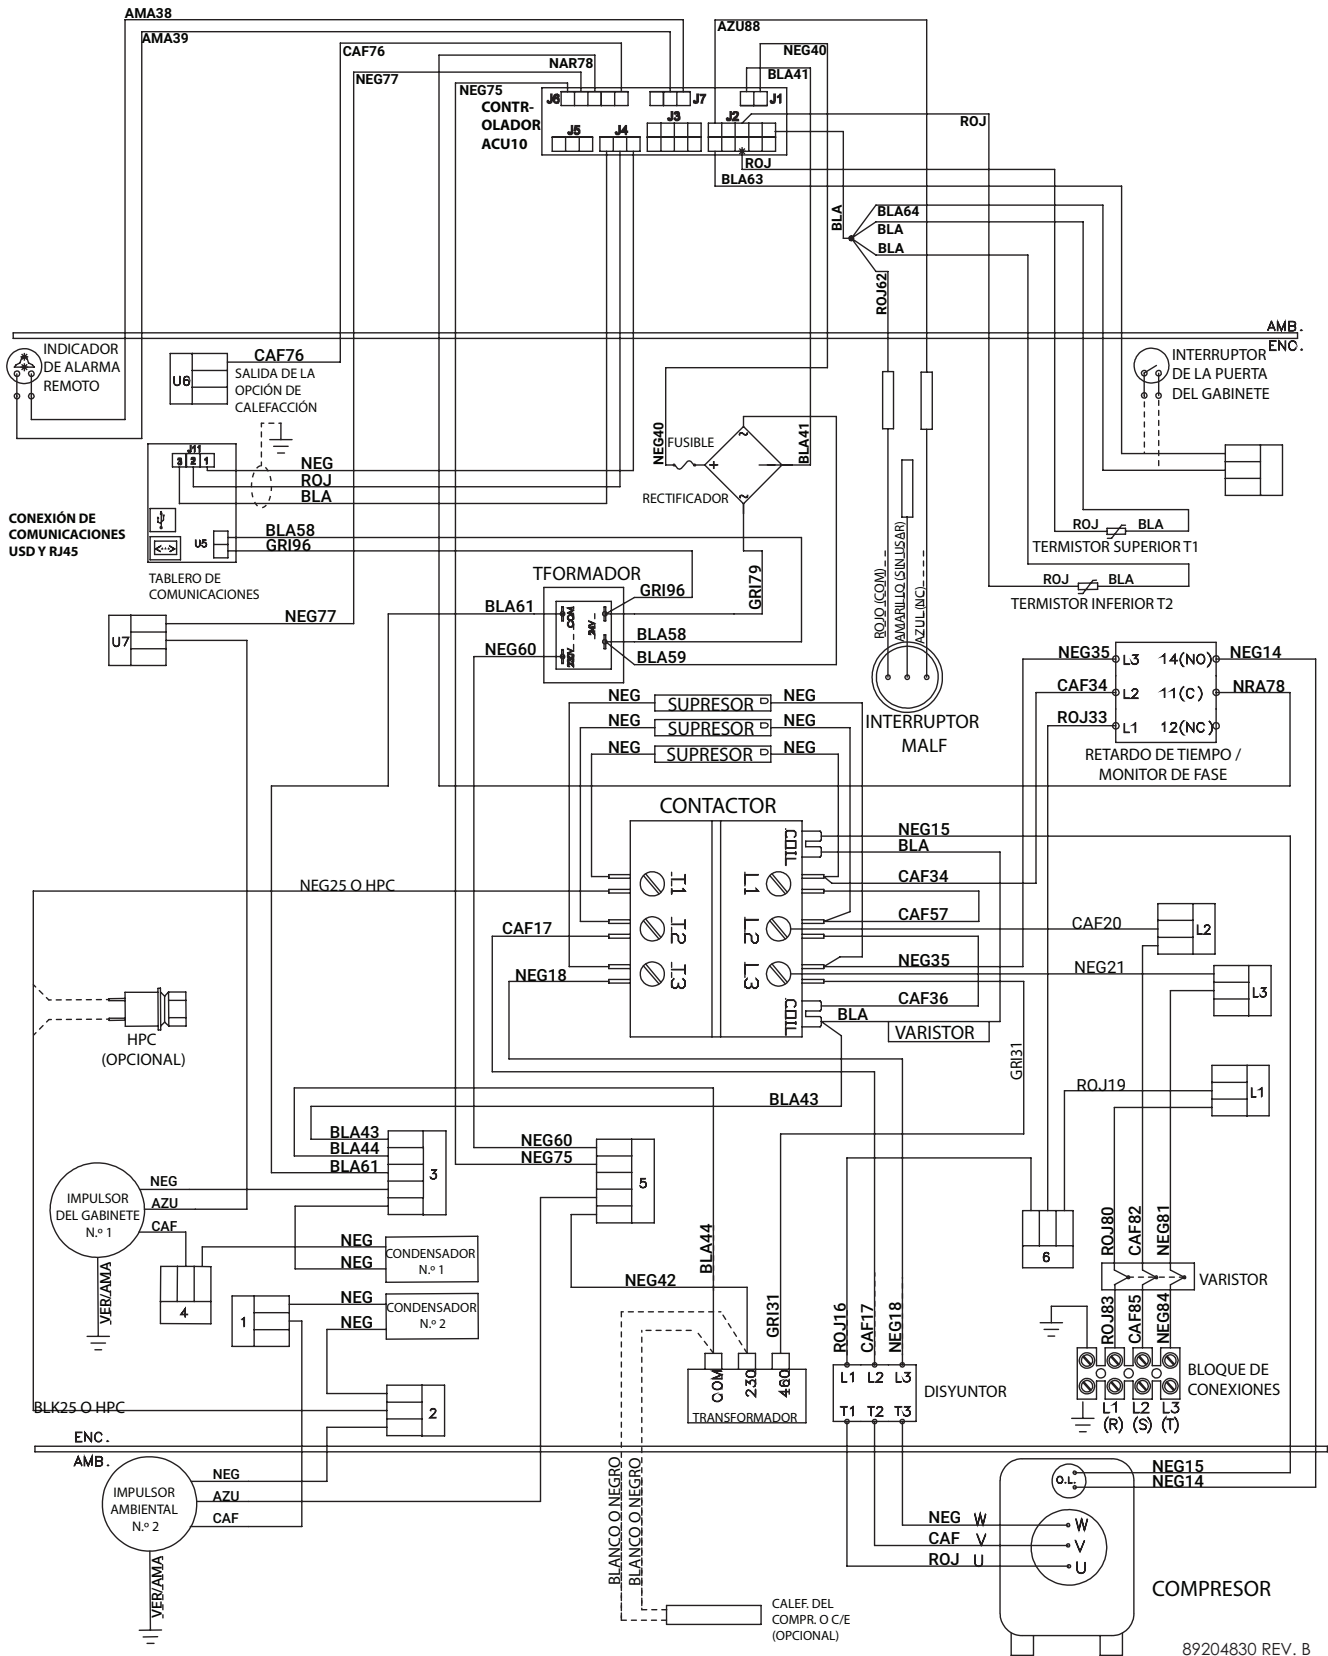 AMA38
AMA39
CAF76
NAR78
NEG77
NEG75
AZU88
NEG40
BLA41
J6
J7
J1
CONTR-
OLADOR
ACU10
J5
J4
J3
J2
ROJ
ROJ
BLA63
BLA
BLA64
BLA
BLA
ROJ62
AMB.
ENC.
INDICADOR
DE ALARMA
REMOTO
U6
CAF76
SALIDA DE LA
OPCIÓN DE
CALEFACCIÓN
INTERRUPTOR
DE LA PUERTA
DEL GABINETE
J11
3 2 1
NEG
ROJ
BLA
NEG40
FUSIBLE
BLA41
RECTIFICADOR
CONEXIÓN DE
COMUNICACIONES
USD Y RJ45
U5
BLA58
GRI96
TABLERO DE
COMUNICACIONES
ROJ
BLA
TERMISTOR SUPERIOR T1
ROJ
BLA
TERMISTOR INFERIOR T2
TFORMADOR
GRI96
GRI79
BLA61
COM
24V
230V
BLA58
BLA59
NEG60
ROJO (COM)
AMARILLO (SIN USAR)
AZUL (NC)
INTERRUPTOR
MALF
U7
NEG77
NEG35
L3
14(NO)
NEG14
CAF34
L2
11(C)
NRA78
ROJ33
L1
12(NC)
RETARDO DE TIEMPO /
MONITOR DE FASE
NEG
SUPRESOR
NEG
NEG
SUPRESOR
NEG
NEG
SUPRESOR
NEG
CONTACTOR
COIL
NEG15
BLA
NEG25 O HPC
T1
L1
CAF34
CAF57
CAF17
T2
L2
CAF20
L2
NEG18
T3
L3
NEG35
NEG21
L3
CAF36
COIL
BLA
VARISTOR
HPC
(OPCIONAL)
GRI31
ROJ19
L1
BLA43
BLA43
BLA44
BLA61
3
NEG60
NEG75
5
IMPULSOR
DEL GABINETE
N.º 1
NEG
AZU
CAF
VER/AMA
4
NEG
NEG
CONDENSADOR
N.º 1
1
NEG
NEG
CONDENSADOR
N.º 2
NEG42
BLA44
GRI31
ROJ16
CAF17
NEG18
6
ROJ80
CAF82
NEG81
VARISTOR
ROJ83
CAF85
NEG84
BLOQUE DE
CONEXIONES
L1
(R)
L2
(S)
L3
(T)
COM
230
460
TRANSFORMADOR
L1 L2 L3
T1 T2 T3
DISYUNTOR
BLK25 O HPC
2
ENC.
AMB.
IMPULSOR
AMBIENTAL
N.º 2
NEG
AZU
CAF
VER/AMA
BLANCO O NEGRO
BLANCO O NEGRO
CALEF. DEL
COMPR. O C/E
(OPCIONAL)
O.L.
NEG15
NEG14
NEG W
CAF V
ROJ U
W
V
U
COMPRESOR
89204830 REV. B